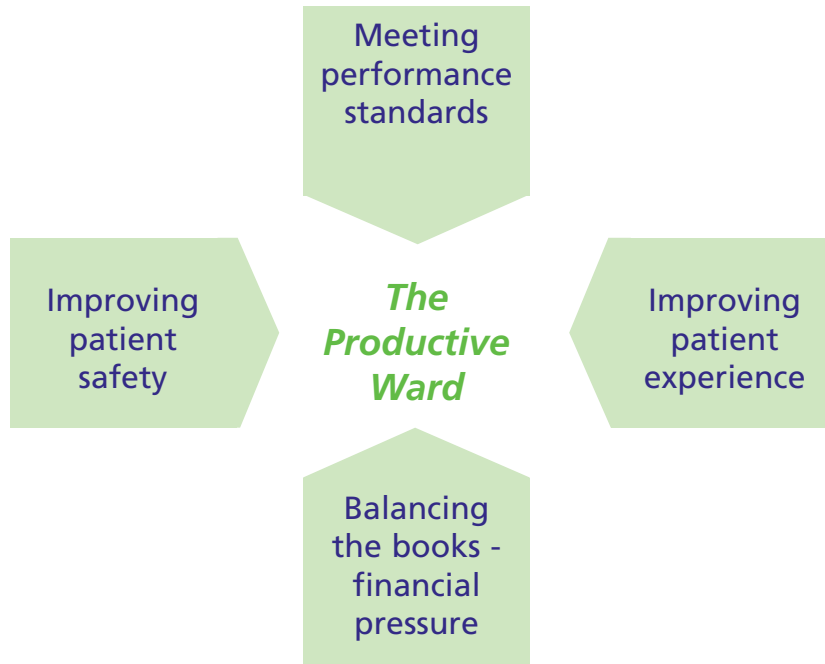 Meeting
performance
standards
Improving
patient
safety
The
Productive
Ward
Improving
patient
experience
Balancing
the books -
financial
pressure